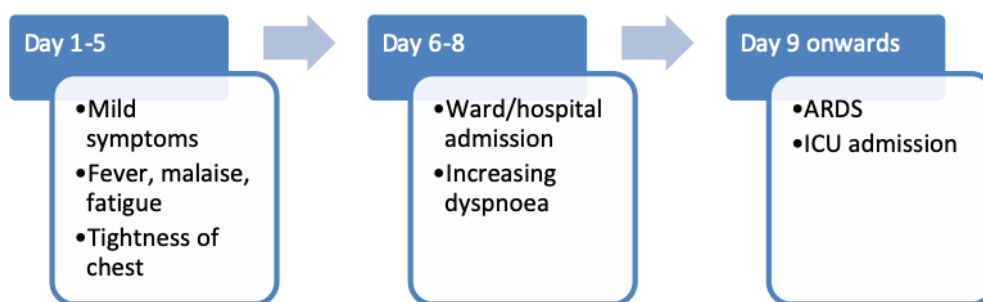 Day 1-5
•Mild
symptoms
•Fever, malaise,
fatigue
•Tightness of
chest
Day 6-8
•Ward/hospital
admission
•Increasing
dyspnoea
Day 9 onwards
•ARDS
•ICU admission